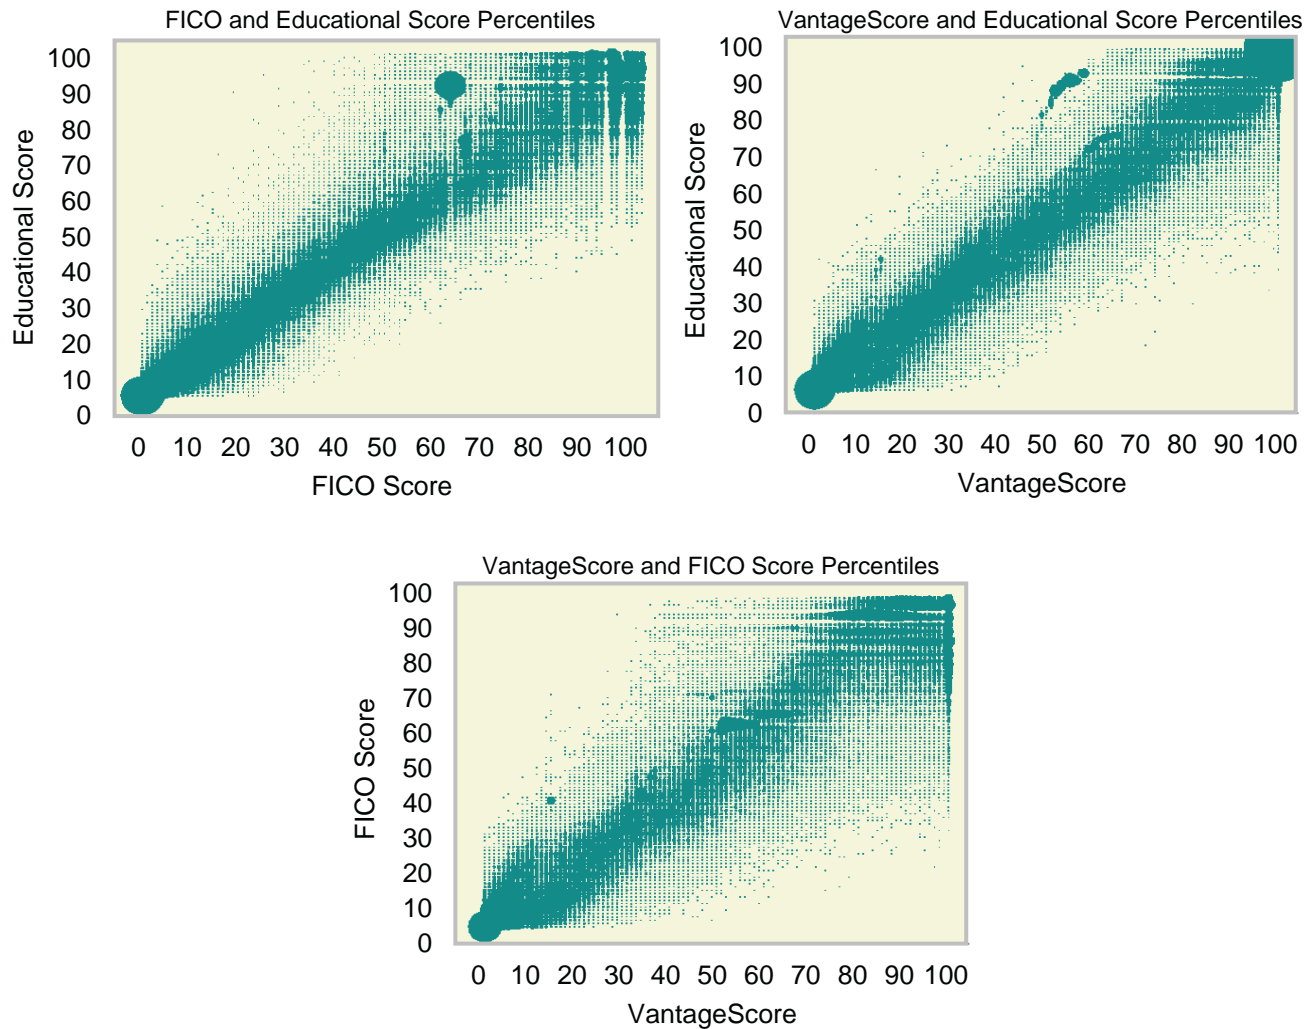 FICO and Educational Score Percentiles
100
90
80
70
60
50
40
30
20
10
0
Educational Score
0 10 20 30 40 50 60 70 80 90 100
FICO Score
VantageScore and Educational Score Percentiles
100
90
80
70
60
50
40
30
20
10
0
Educational Score
0 10 20 30 40 50 60 70 80 90 100
VantageScore
VantageScore and FICO Score Percentiles
100
90
80
70
60
50
40
30
20
10
0
FICO Score
0 10 20 30 40 50 60 70 80 90 100
VantageScore